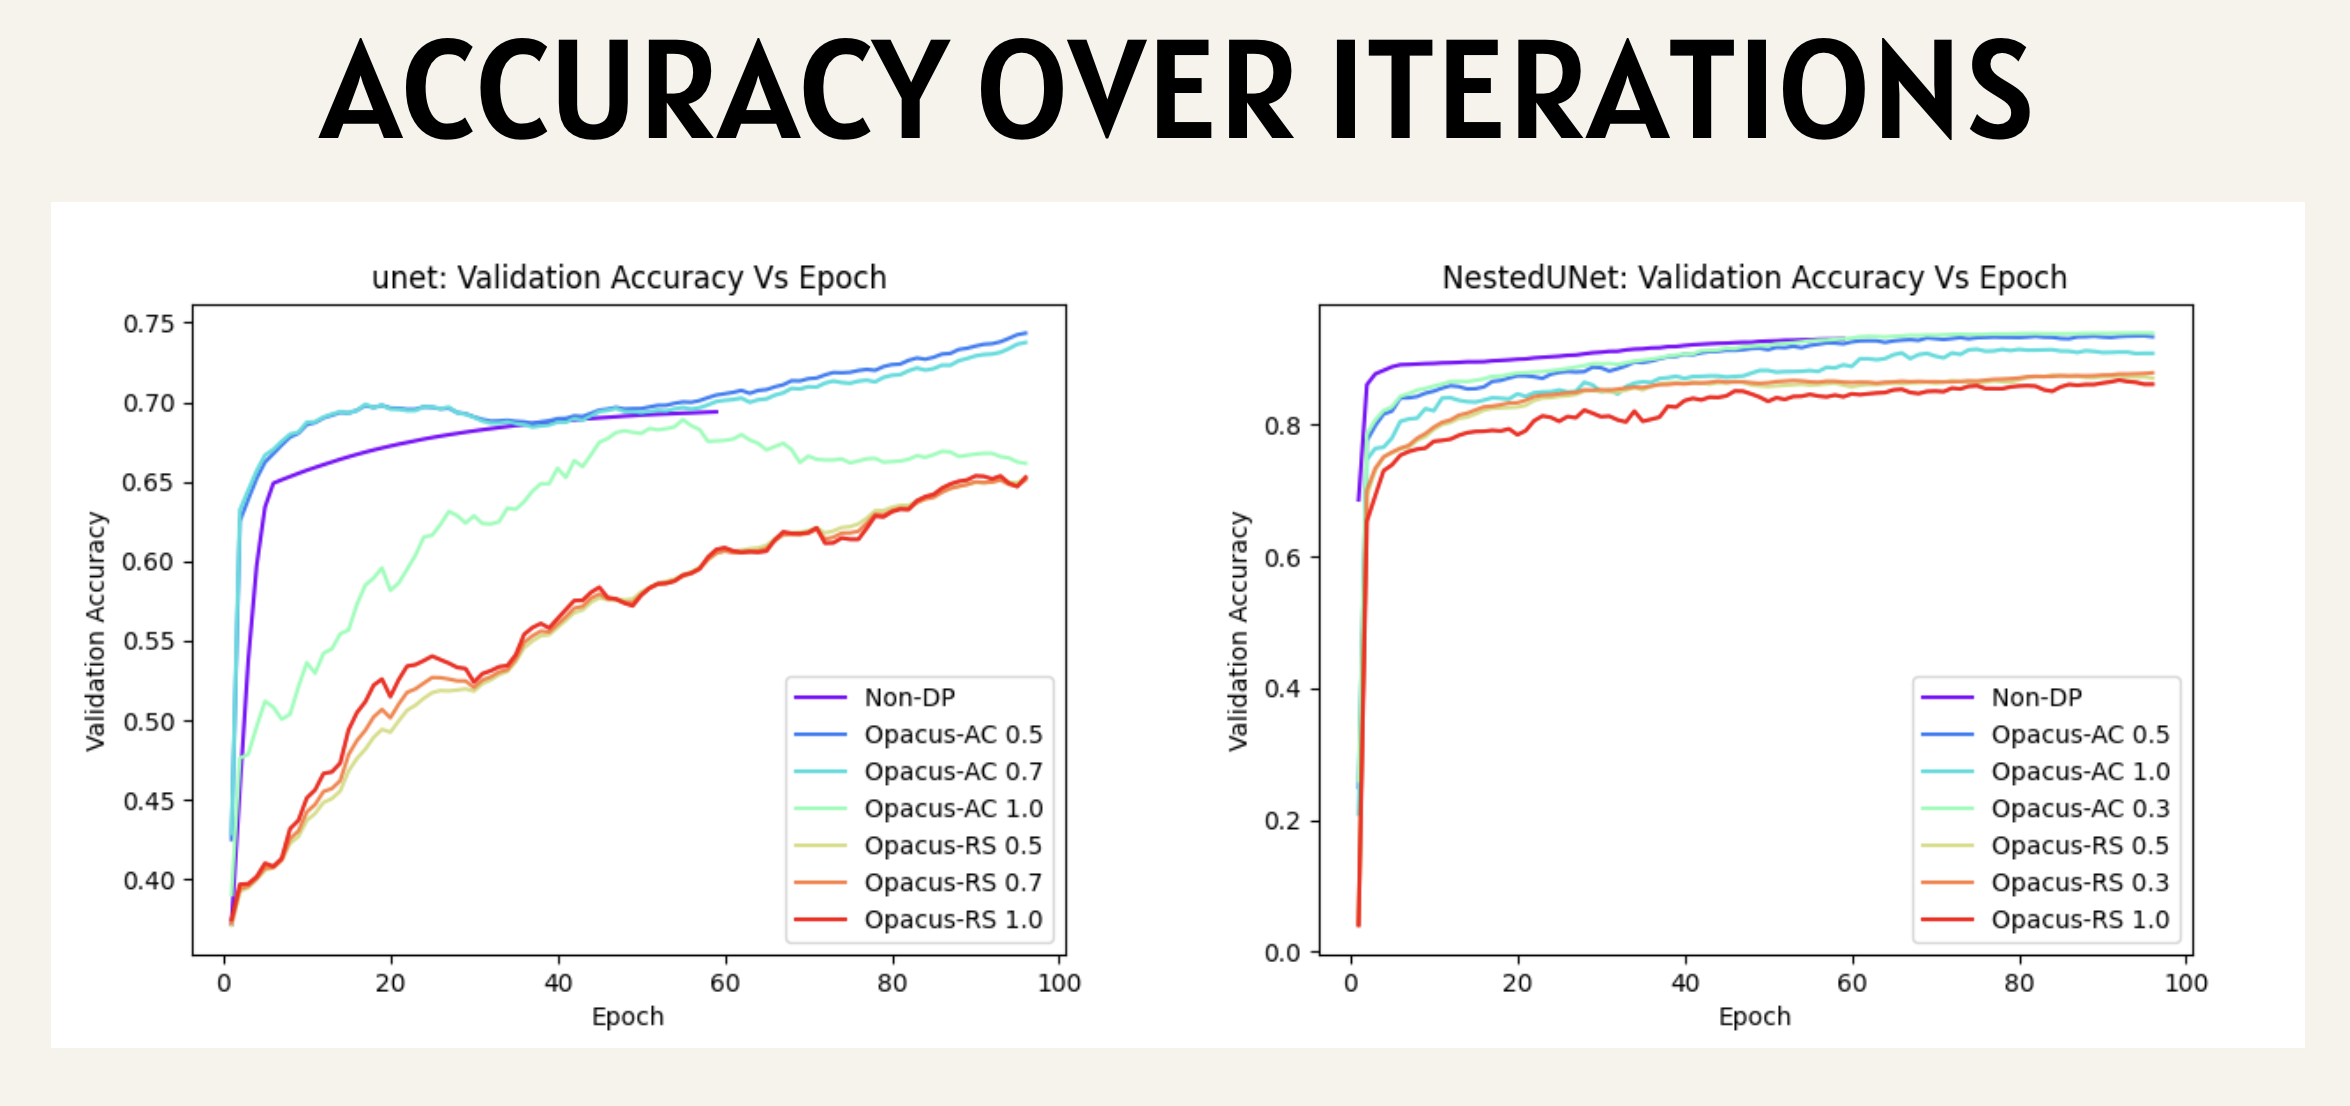 ACCURACY OVER ITERATIONS
unet: Validation Accuracy Vs Epoch
Validation Accuracy
0.75
0.70
0.65
0.60
0.55
0.50
0.45
0.40
0
20
40
60
80
100
Epoch
Non-DP
Opacus-AC 0.5
Opacus-AC 0.7
Opacus-AC 1.0
Opacus-RS 0.5
Opacus-RS 0.7
Opacus-RS 1.0
NestedUNet: Validation Accuracy Vs Epoch
Validation Accuracy
0.8
0.6
0.4
0.2
0.0
0
20
40
60
80
100
Epoch
Non-DP
Opacus-AC 0.5
Opacus-AC 1.0
Opacus-AC 0.3
Opacus-RS 0.5
Opacus-RS 0.3
Opacus-RS 1.0